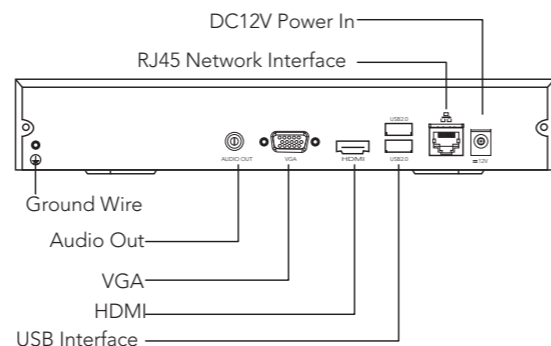 DC12V Power In
RJ45 Network Interface
USB2.0
AUDIO OUT
VGA
HDMI
USB2.0
12V
Ground Wire
Audio Out
VGA
HDMI
USB Interface